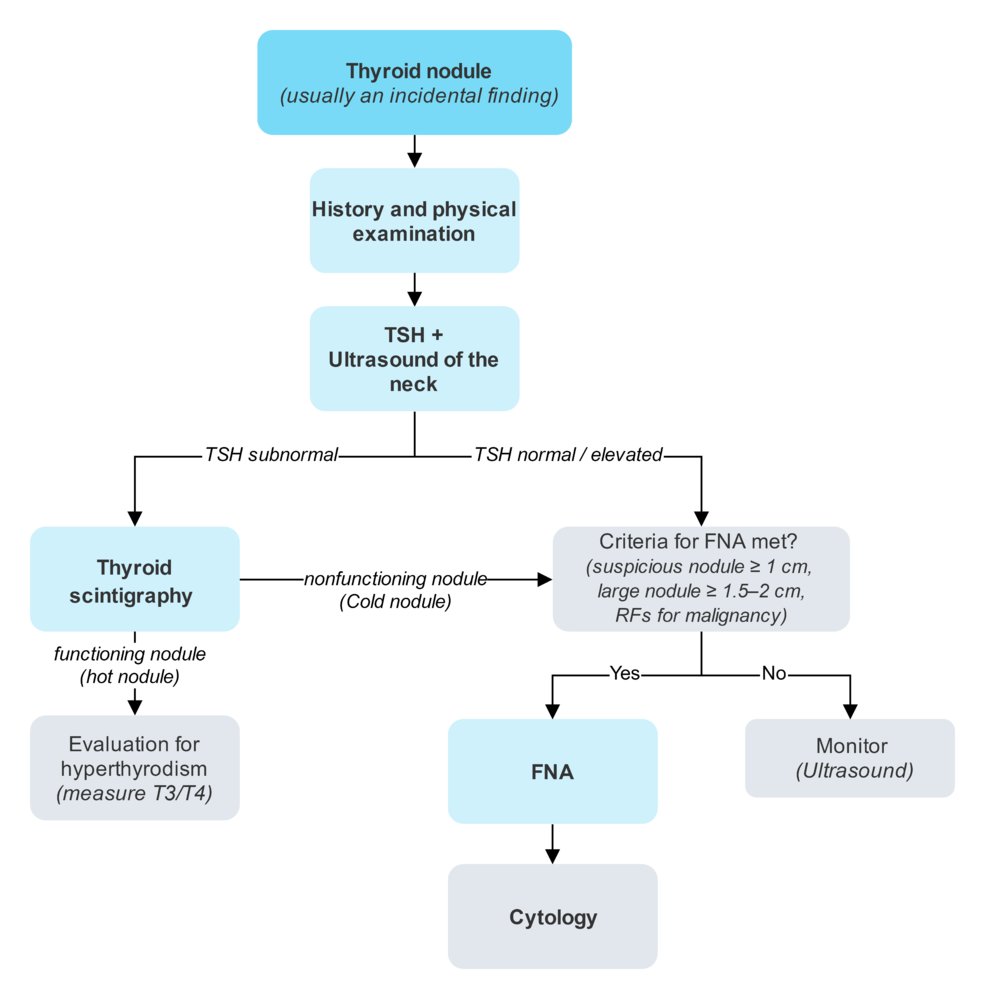 Thyroid nodule
(usually an incidental finding)
History and physical
examination
TSH +
Ultrasound of the
neck
TSH subnormal
TSH normal / elevated
Thyroid
scintigraphy
nonfunctioning nodule
(Cold nodule)
Criteria for FNA met?
(suspicious nodule ≥ 1 cm,
large nodule ≥ 1.5–2 cm,
RFs for malignancy)
functioning nodule
(hot nodule)
Yes
No
Evaluation for
hyperthyrodism
(measure T3/T4)
FNA
Monitor
(Ultrasound)
Cytology